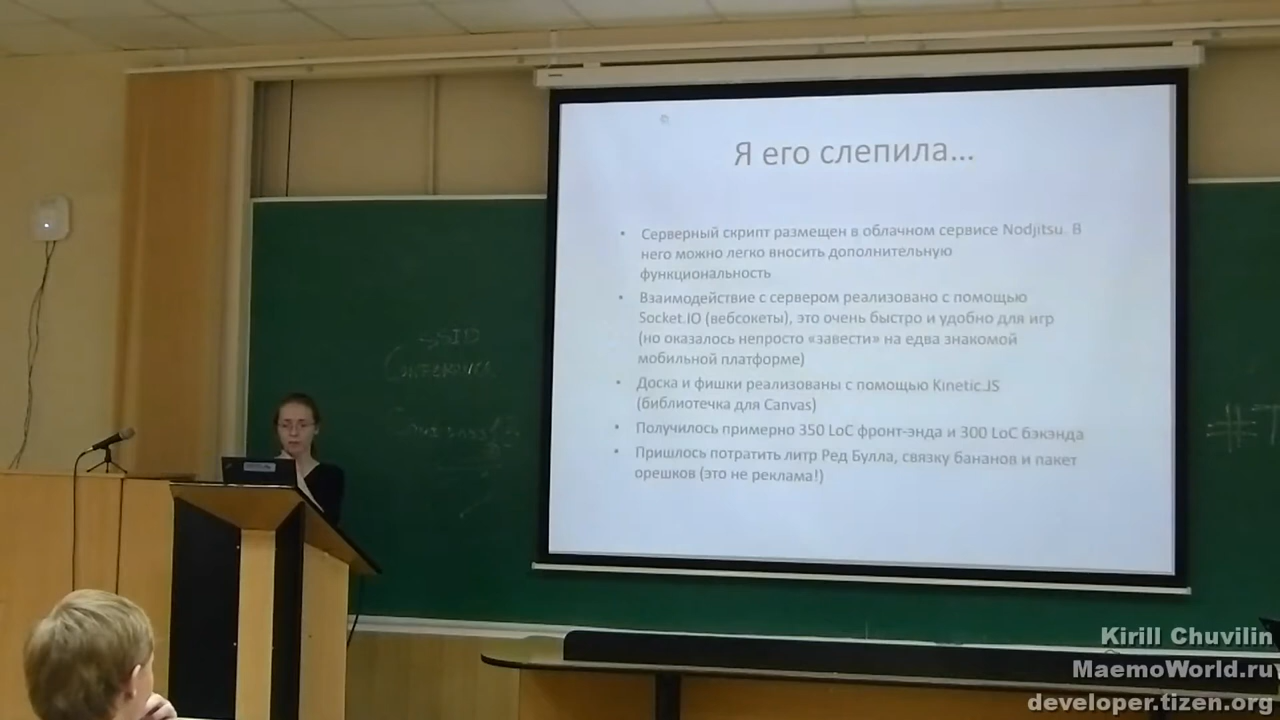 Я его слепила...
• Серверный скрипт размещен в облачном сервисе Nodjitsu. В
него можно легко вносить дополнительную
функциональность
• Взаимодействие с сервером реализовано с помощью
Socket.IO (вебсокеты), это очень быстро и удобно для игр
(но оказалось непросто «завести» на едва знакомой
мобильной платформе)
• Доска и фишки реализованы с помощью Kinetic.JS
(библиотечка для Canvas)
• Получилось примерно 350 LoC фронт-энда и 300 LoC бэкэнда
• Пришлось потратить литр Ред Булла, связку бананов и пакет
орешков (это не реклама!)
SSID
CONFERENCE
#T
Kirill Chuvilin
MaemoWorld.ru
developer.tizen.org